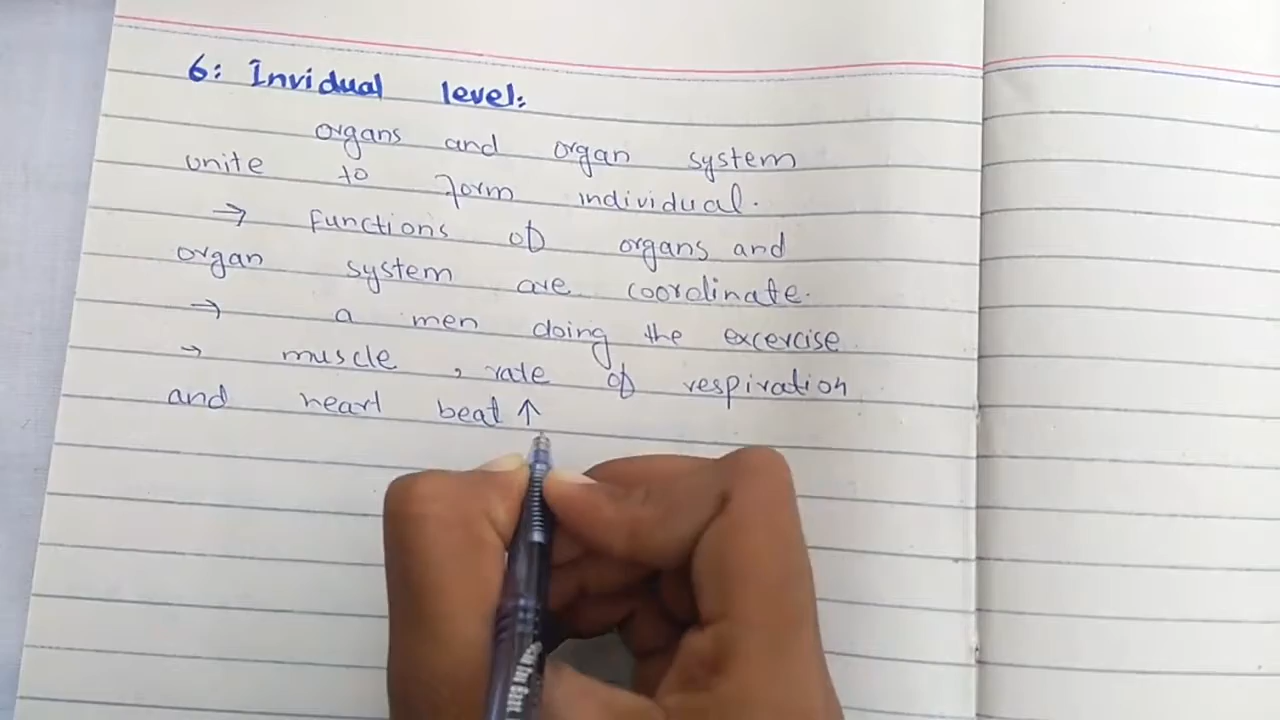 6: Invidual level:
organs and organ system
unite to form individual.
→ Functions of organs and
organ system are coordinate.
→ a men doing the excercise
→ muscle, rate of respiration
and heart beat ↑